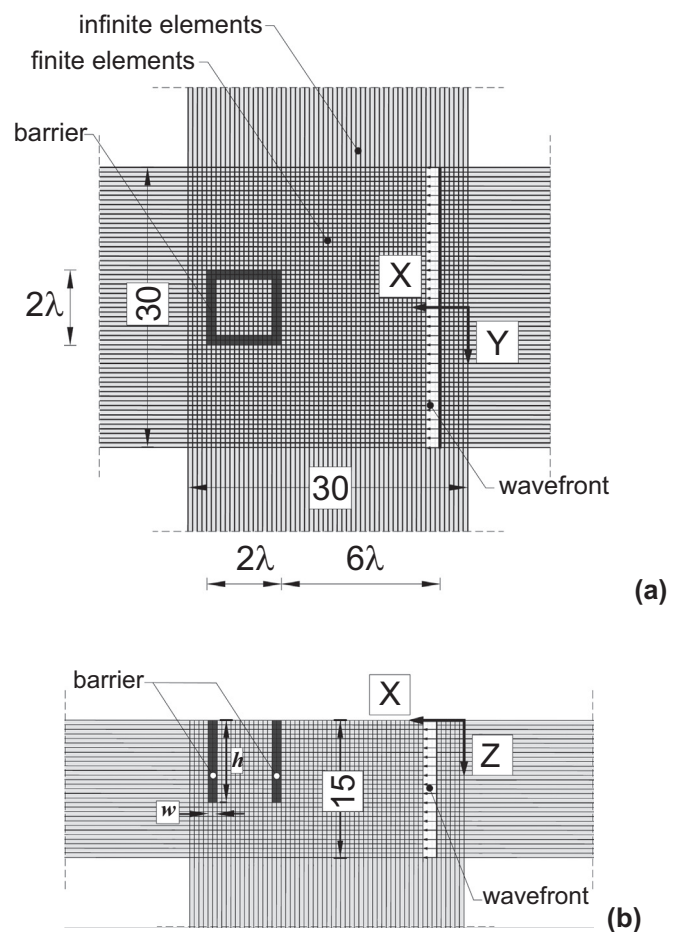 infinite elements
finite elements
barrier
X
2λ
30
Y
30
wavefront
2λ
6λ
(a)
barrier
X
h
15
Z
w
wavefront
(b)